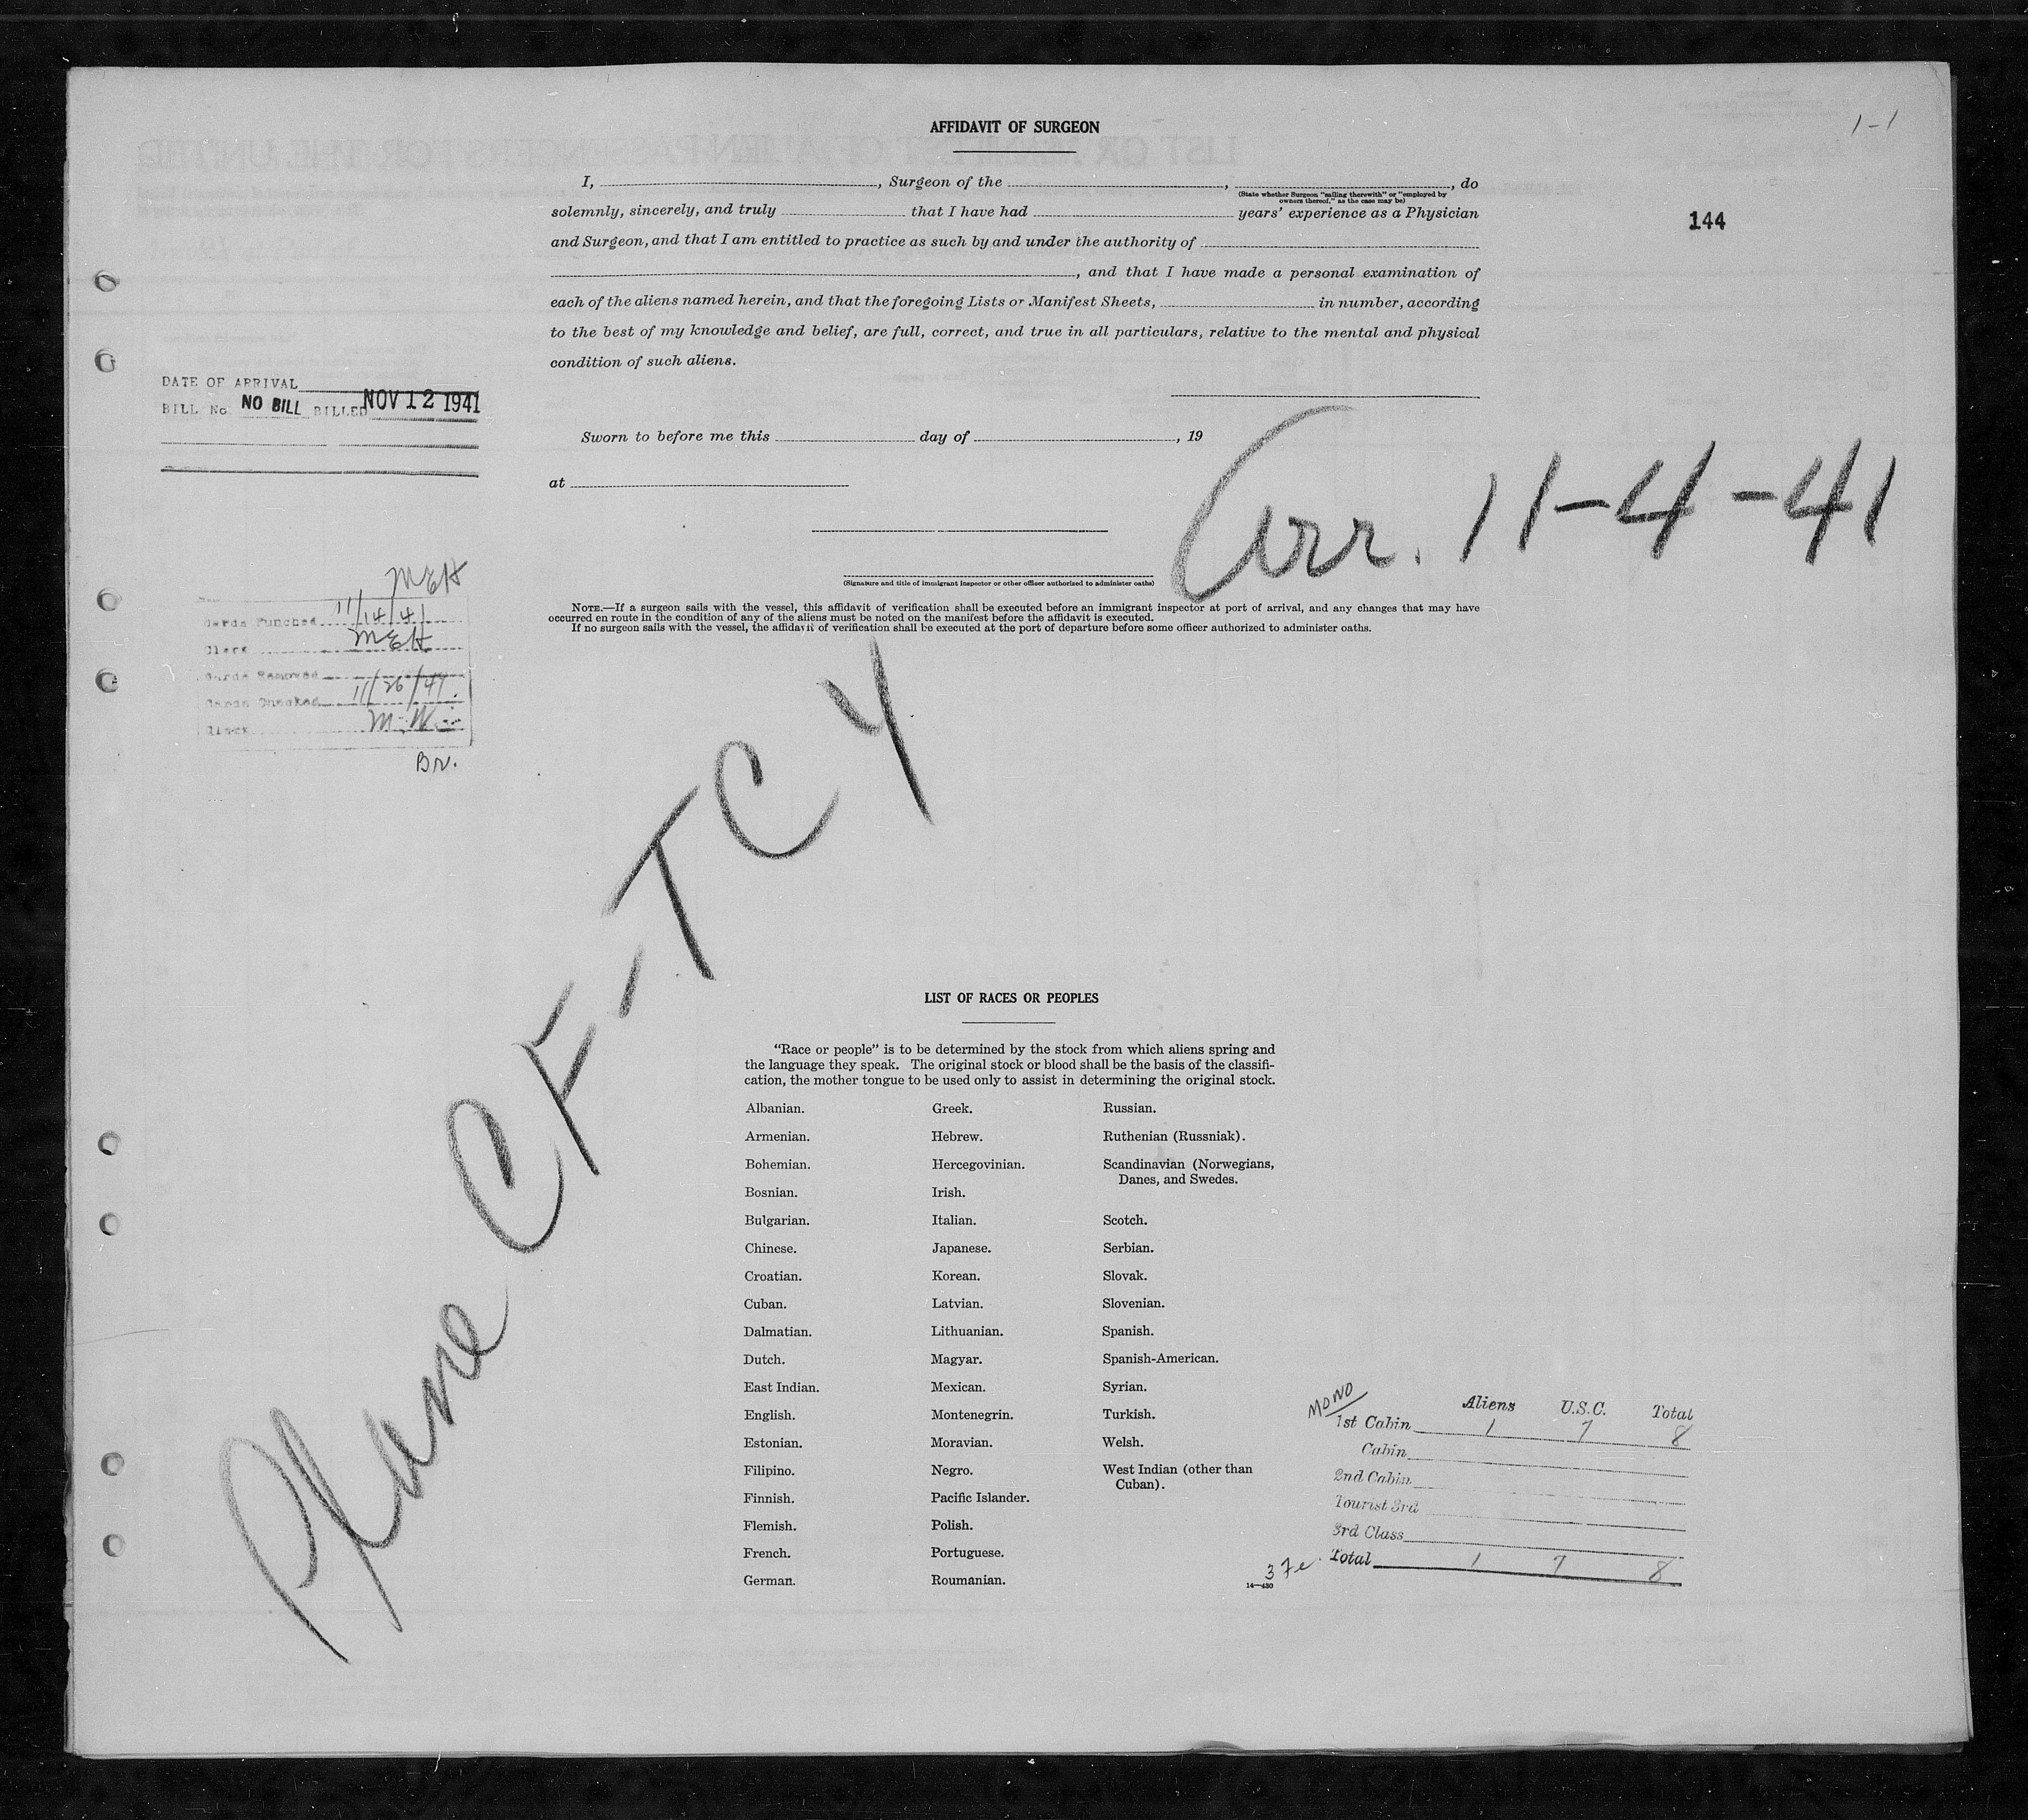 AFFIDAVIT OF SURGEON
1-1
144
I, , Surgeon of the , , do
(State whether Surgeon "sailing therewith" or "employed by
owners thereof," as the case may be)
solemnly, sincerely, and truly that I have had years' experience as a Physician
and Surgeon, and that I am entitled to practice as such by and under the authority of
, and that I have made a personal examination of
each of the aliens named herein, and that the foregoing Lists or Manifest Sheets, in number, according
to the best of my knowledge and belief, are full, correct, and true in all particulars, relative to the mental and physical
condition of such aliens.
DATE OF ARRIVAL
BILL No. NO BILL BILLED NOV 12 1941
Sworn to before me this day of , 19
at
Arr. 11-4-41
(Signature and title of immigrant inspector or other officer authorized to administer oaths)
NOTE.—If a surgeon sails with the vessel, this affidavit of verification shall be executed before an immigrant inspector at port of arrival, and any changes that may have
occurred en route in the condition of any of the aliens must be noted on the manifest before the affidavit is executed.
If no surgeon sails with the vessel, the affidavit of verification shall be executed at the port of departure before some officer authorized to administer oaths.
MEH
Cards Punched 11/14/41
Clerk MEH
Cards Removed
Cards Checked 11/26/41
Clerk M.W.
Br.
Plane CF-TCY
LIST OF RACES OR PEOPLES
"Race or people" is to be determined by the stock from which aliens spring and
the language they speak. The original stock or blood shall be the basis of the classifi-
cation, the mother tongue to be used only to assist in determining the original stock.
Albanian. Greek. Russian.
Armenian. Hebrew. Ruthenian (Russniak).
Bohemian. Hercegovinian. Scandinavian (Norwegians,
Danes, and Swedes.
Bosnian. Irish.
Bulgarian. Italian. Scotch.
Chinese. Japanese. Serbian.
Croatian. Korean. Slovak.
Cuban. Latvian. Slovenian.
Dalmatian. Lithuanian. Spanish.
Dutch. Magyar. Spanish-American.
East Indian. Mexican. Syrian.
English. Montenegrin. Turkish.
Estonian. Moravian. Welsh.
Filipino. Negro. West Indian (other than
Cuban).
Finnish. Pacific Islander.
Flemish. Polish.
French. Portuguese.
German. Roumanian.
14—430
MONO
Aliens U.S.C. Total
1st Cabin 1 7 8
Cabin
2nd Cabin
Tourist 3rd
3rd Class
Total 1 7 8